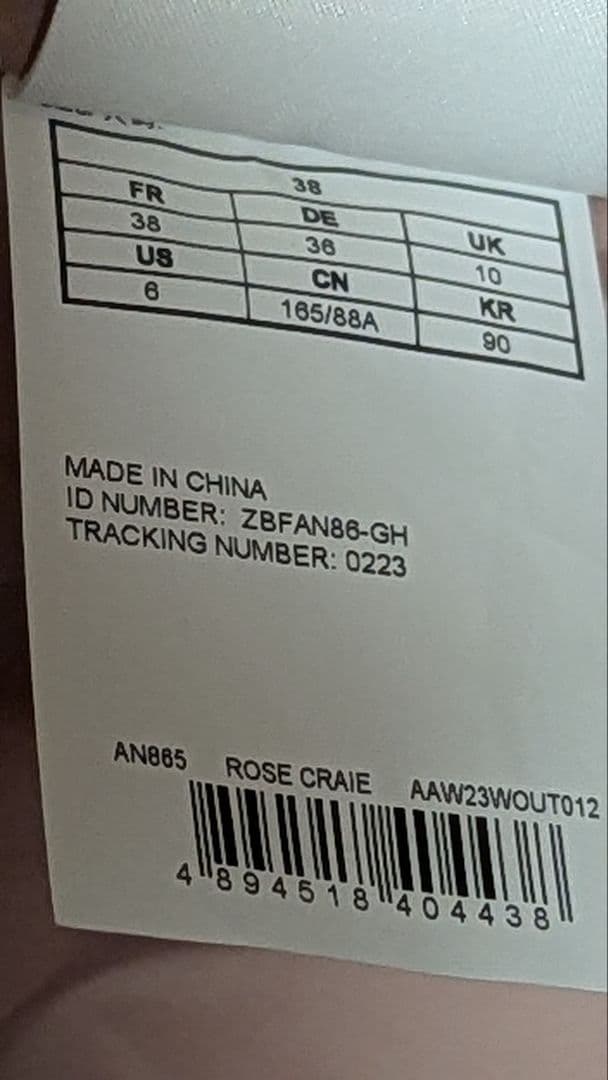 38
FR DE UK
38 36 10
US CN KR
6 165/88A 90
MADE IN CHINA
ID NUMBER: ZBFAN86-GH
TRACKING NUMBER: 0223
AN865 ROSE CRAIE AAW23WOUT012
4 894518 404438